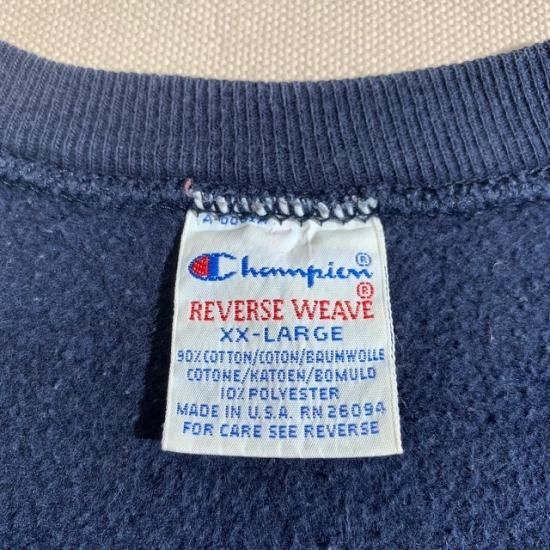 Champion®
REVERSE WEAVE®
XX-LARGE
90% COTTON/COTON/BAUMWOLLE
COTONE/KATOEN/BOMULD
10% POLYESTER
MADE IN U.S.A. RN 26094
FOR CARE SEE REVERSE